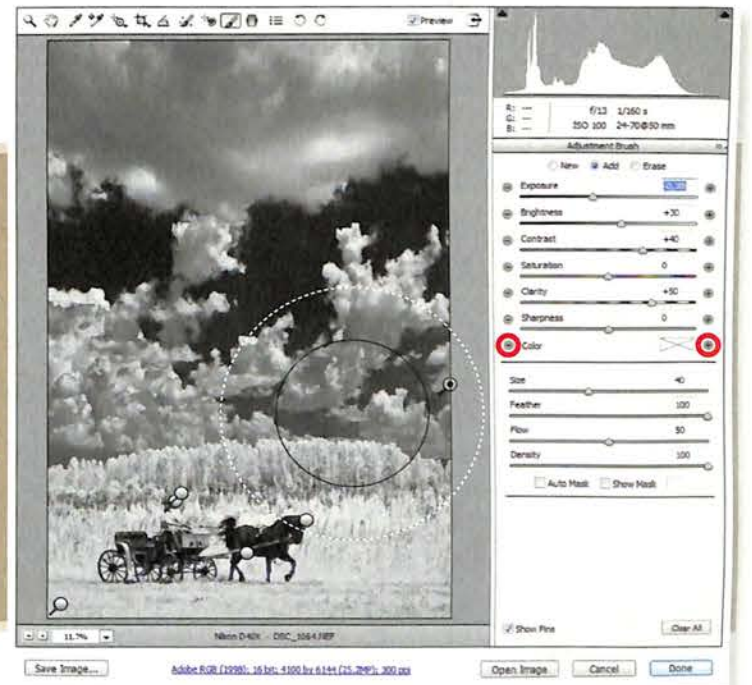 Preview
R: ---
G: ---
B: ---
f/13 1/160 s
ISO 100 24-70@50 mm
Adjustment Brush
New Add Erase
Exposure
Brightness +30
Contrast +40
Saturation 0
Clarity +50
Sharpness 0
Color
Size 40
Feather 100
Flow 50
Density 100
Auto Mask Show Mask
Show Pins Clear All
11.7% Nikon D40X - DSC_1064.NEF
Save Image... Adobe RGB (1998); 16 bit; 4100 by 6144 (25.2MP); 300 ppi Open Image Cancel Done